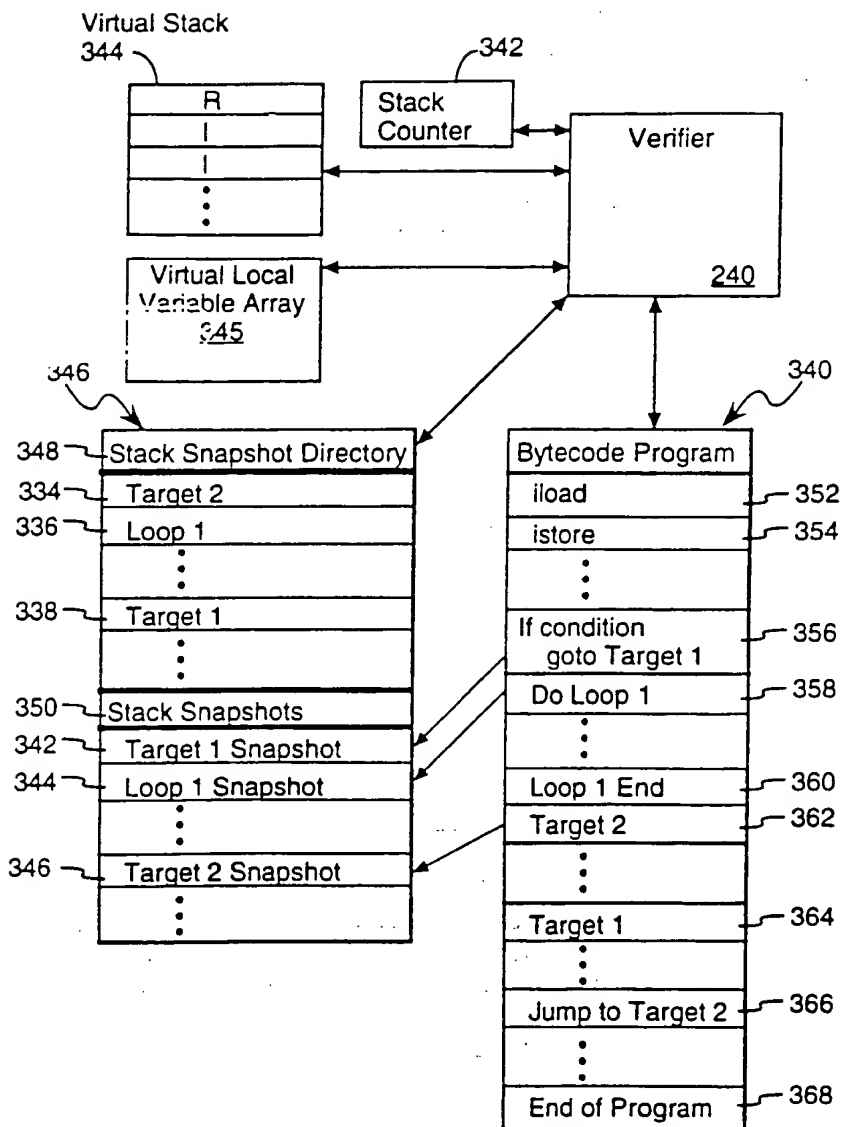 Virtual Stack
344
R
I
I
342
Stack
Counter
Verifier
240
Virtual Local
Variable Array
345
346
340
348
Stack Snapshot Directory
334
Target 2
336
Loop 1
338
Target 1
350
Stack Snapshots
342
Target 1 Snapshot
344
Loop 1 Snapshot
346
Target 2 Snapshot
Bytecode Program
iload
352
istore
354
If condition
goto Target 1
356
Do Loop 1
358
Loop 1 End
360
Target 2
362
Target 1
364
Jump to Target 2
366
End of Program
368